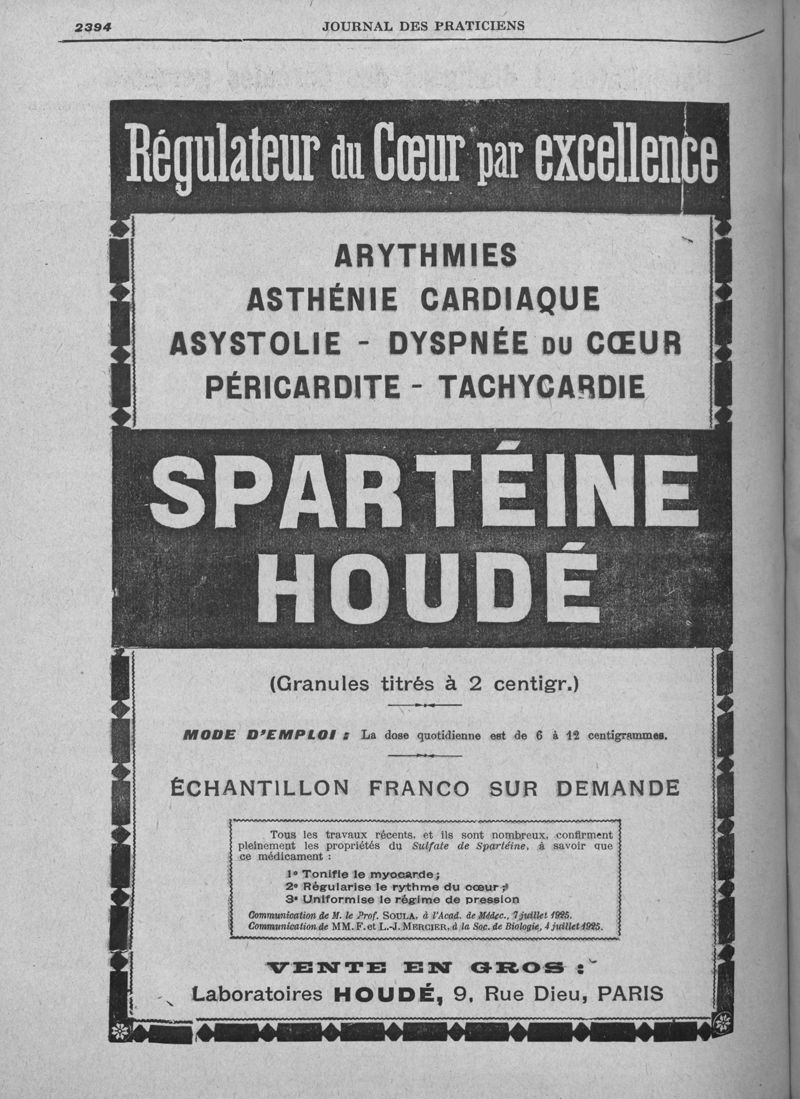 2394
JOURNAL DES PRATICIENS
Régulateur du Cœur par excellence
ARYTHMIES
ASTHÉNIE CARDIAQUE
ASYSTOLIE - DYSPNÉE DU CŒUR
PÉRICARDITE - TACHYCARDIE
SPARTÉINE
HOUDÉ
(Granules titrés à 2 centigr.)
MODE D'EMPLOI : La dose quotidienne est de 6 à 12 centigrammes.
ÉCHANTILLON FRANCO SUR DEMANDE
Tous les travaux récents, et ils sont nombreux, confirment
pleinement les propriétés du Sulfate de Spartéine, à savoir que
ce médicament :
1º Tonifie le myocarde ;
2º Régularise le rythme du cœur ;
3º Uniformise le régime de pression
Communication de M. le Prof. SOULA, à l'Acad. de Médec., 7 juillet 1925.
Communication de MM. F. et L.-J. MERCIER, à la Soc. de Biologie, 4 juillet 1925.
VENTE EN GROS :
Laboratoires HOUDÉ, 9, Rue Dieu, PARIS